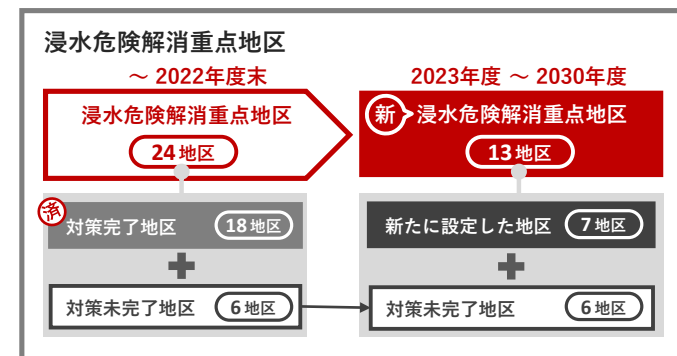 浸水危険解消重点地区
～ 2022年度末
浸水危険解消重点地区
24地区
済
対策完了地区 18地区
対策未完了地区 6地区
2023年度 ～ 2030年度
新 浸水危険解消重点地区
13地区
新たに設定した地区 7地区
対策未完了地区 6地区